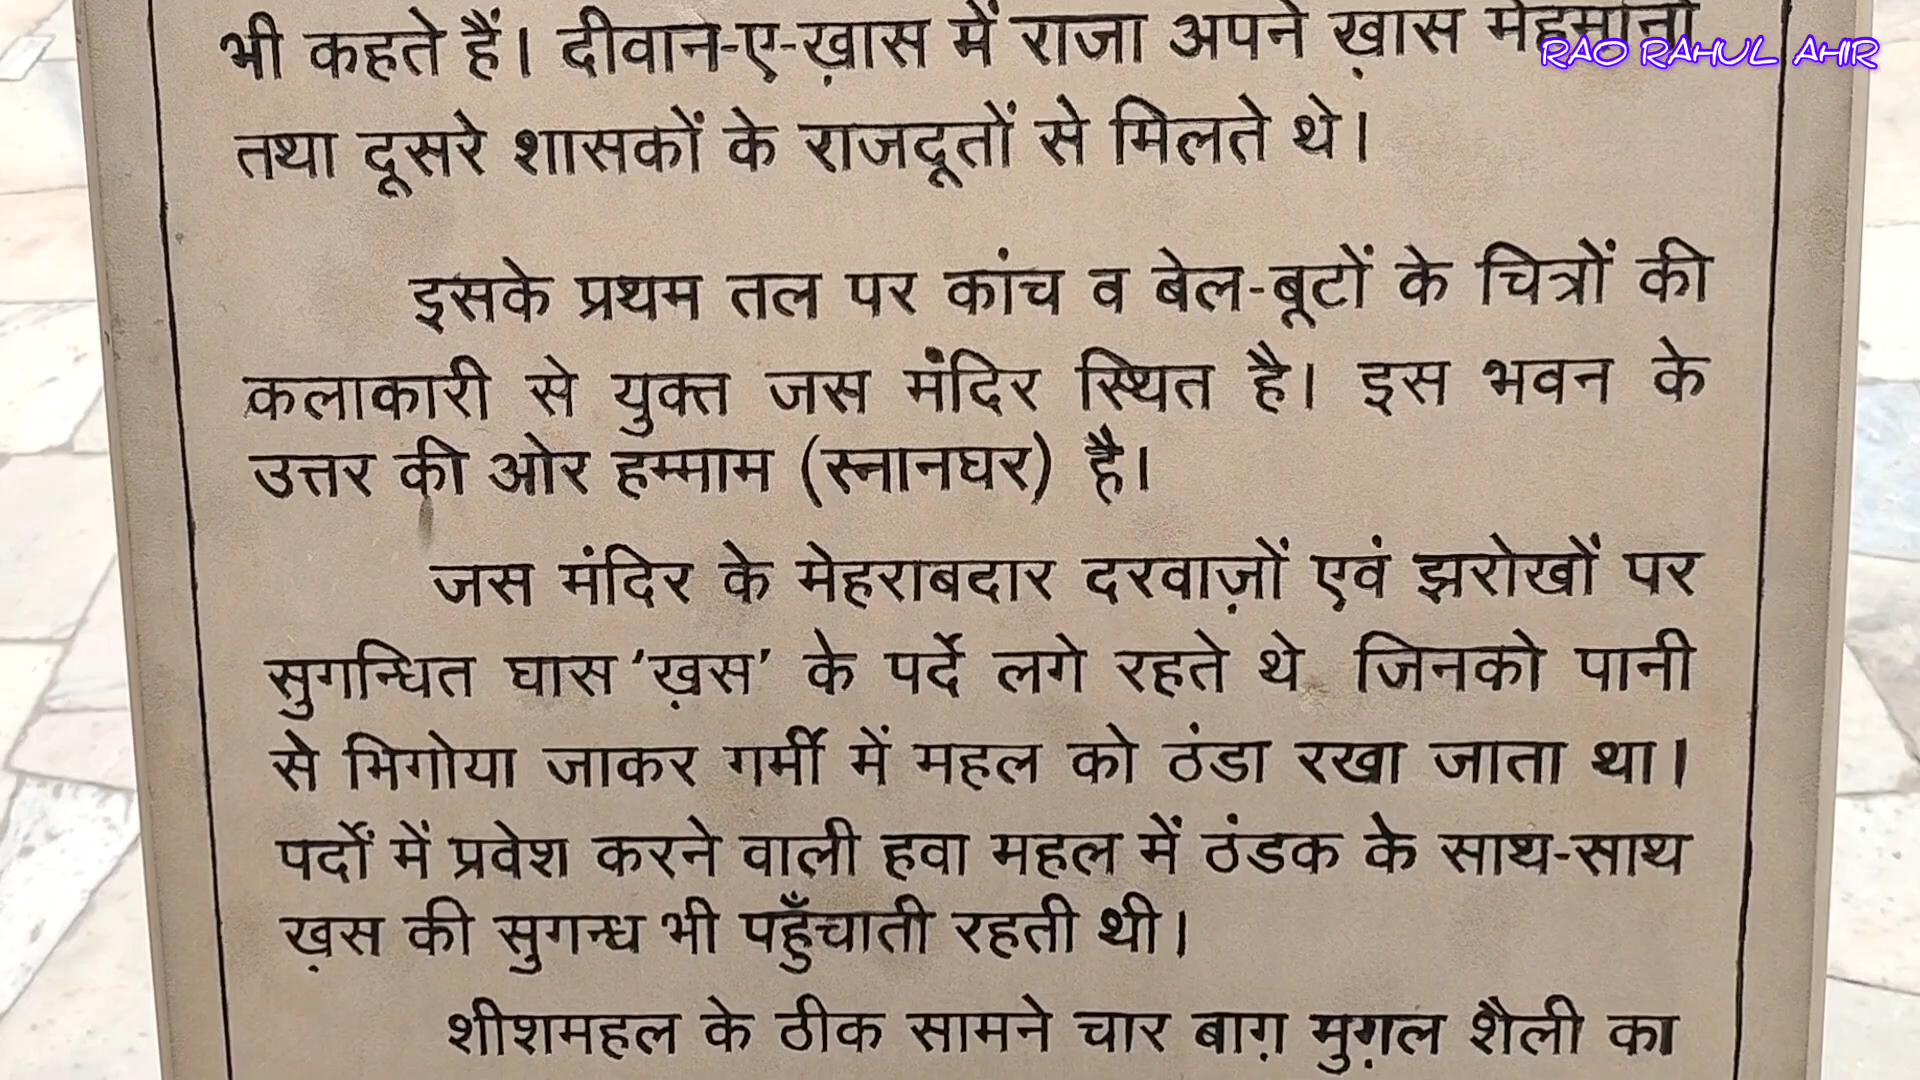 भी कहते हैं। दीवान-ए-ख़ास में राजा अपने ख़ास मेहमानों
RAO RAHUL AHIR
तथा दूसरे शासकों के राजदूतों से मिलते थे।
इसके प्रथम तल पर कांच व बेल-बूटों के चित्रों की
कलाकारी से युक्त जस मंदिर स्थित है। इस भवन के
उत्तर की ओर हम्माम (स्नानघर) है।
जस मंदिर के मेहराबदार दरवाज़ों एवं झरोखों पर
सुगन्धित घास 'ख़स' के पर्दे लगे रहते थे जिनको पानी
से भिगोया जाकर गर्मी में महल को ठंडा रखा जाता था।
पर्दों में प्रवेश करने वाली हवा महल में ठंडक के साथ-साथ
ख़स की सुगन्ध भी पहुँचाती रहती थी।
शीशमहल के ठीक सामने चार बाग़ मुग़ल शैली का